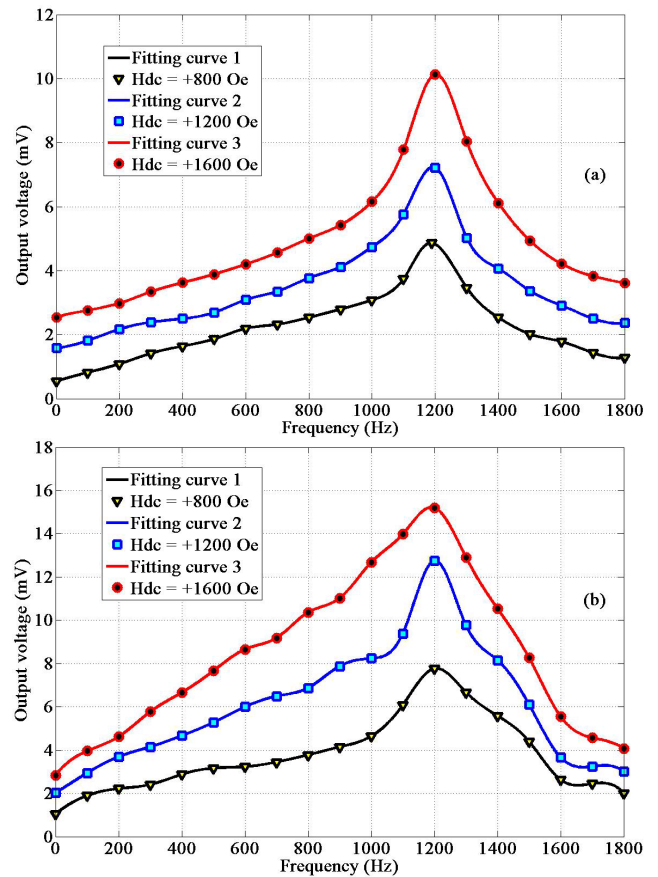 12
10
8
6
4
2
0
Output voltage (mV)
Fitting curve 1
Hdc = +800 Oe
Fitting curve 2
Hdc = +1200 Oe
Fitting curve 3
Hdc = +1600 Oe
(a)
0 200 400 600 800 1000 1200 1400 1600 1800
Frequency (Hz)
18
16
14
12
10
8
6
4
2
0
Output voltage (mV)
Fitting curve 1
Hdc = +800 Oe
Fitting curve 2
Hdc = +1200 Oe
Fitting curve 3
Hdc = +1600 Oe
(b)
0 200 400 600 800 1000 1200 1400 1600 1800
Frequency (Hz)